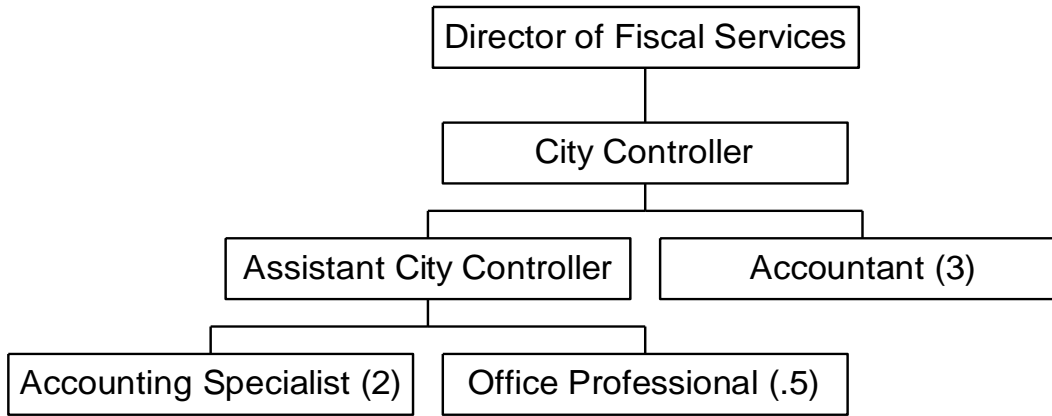 Director of Fiscal Services
City Controller
Assistant City Controller
Accountant (3)
Accounting Specialist (2)
Office Professional (.5)